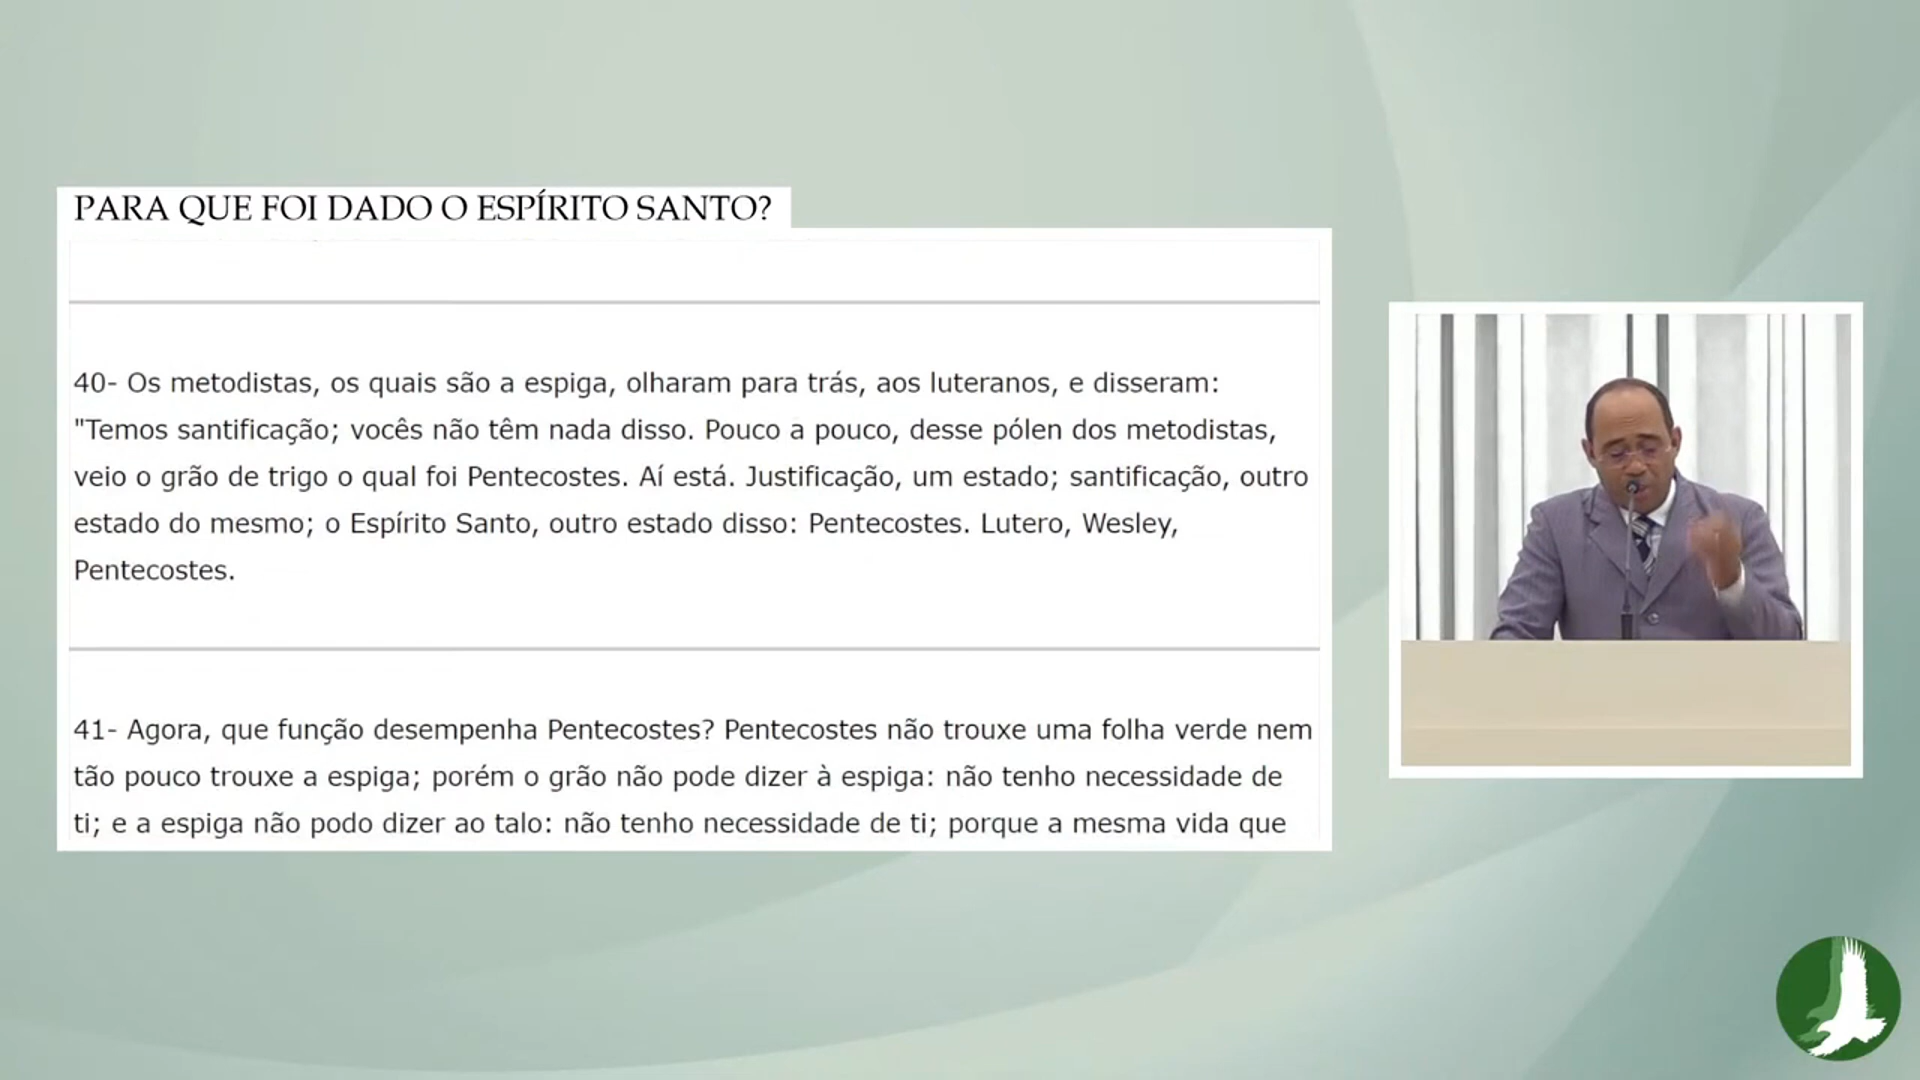 PARA QUE FOI DADO O ESPÍRITO SANTO?
40- Os metodistas, os quais são a espiga, olharam para trás, aos luteranos, e disseram:
"Temos santificação; vocês não têm nada disso. Pouco a pouco, desse pólen dos metodistas,
veio o grão de trigo o qual foi Pentecostes. Aí está. Justificação, um estado; santificação, outro
estado do mesmo; o Espírito Santo, outro estado disso: Pentecostes. Lutero, Wesley,
Pentecostes.
41- Agora, que função desempenha Pentecostes? Pentecostes não trouxe uma folha verde nem
tão pouco trouxe a espiga; porém o grão não pode dizer à espiga: não tenho necessidade de
ti; e a espiga não podo dizer ao talo: não tenho necessidade de ti; porque a mesma vida que